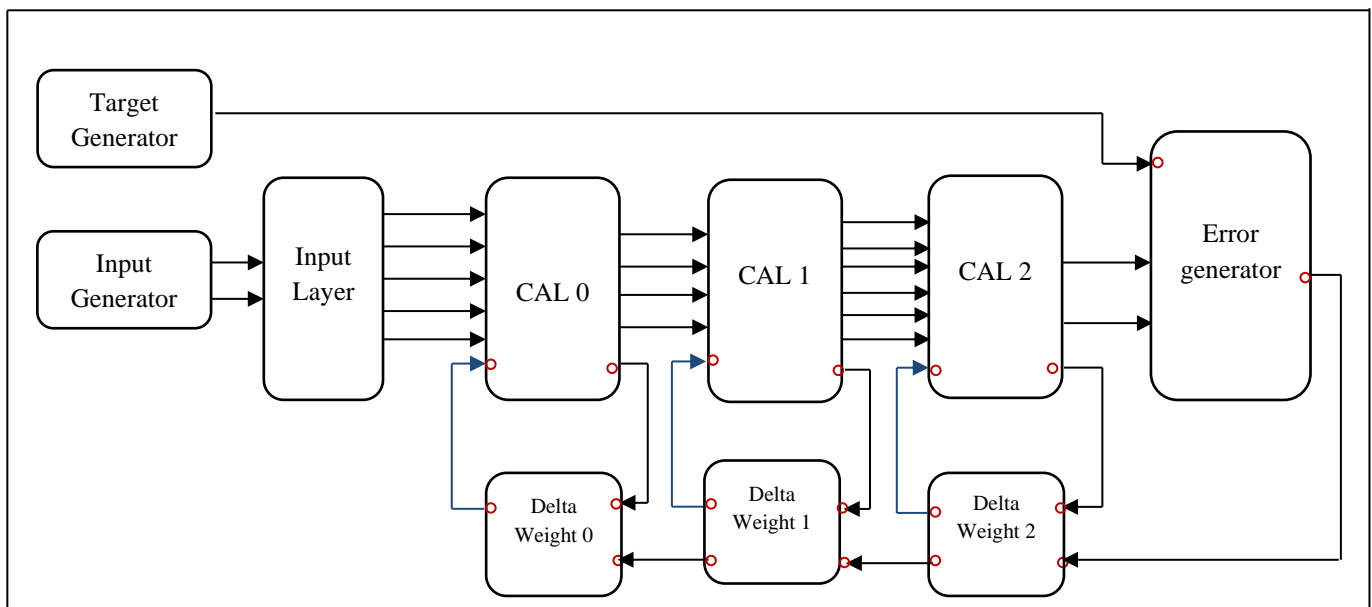 Target
Generator
Input
Generator
Input
Layer
CAL 0
CAL 1
CAL 2
Error
generator
Delta
Weight 0
Delta
Weight 1
Delta
Weight 2